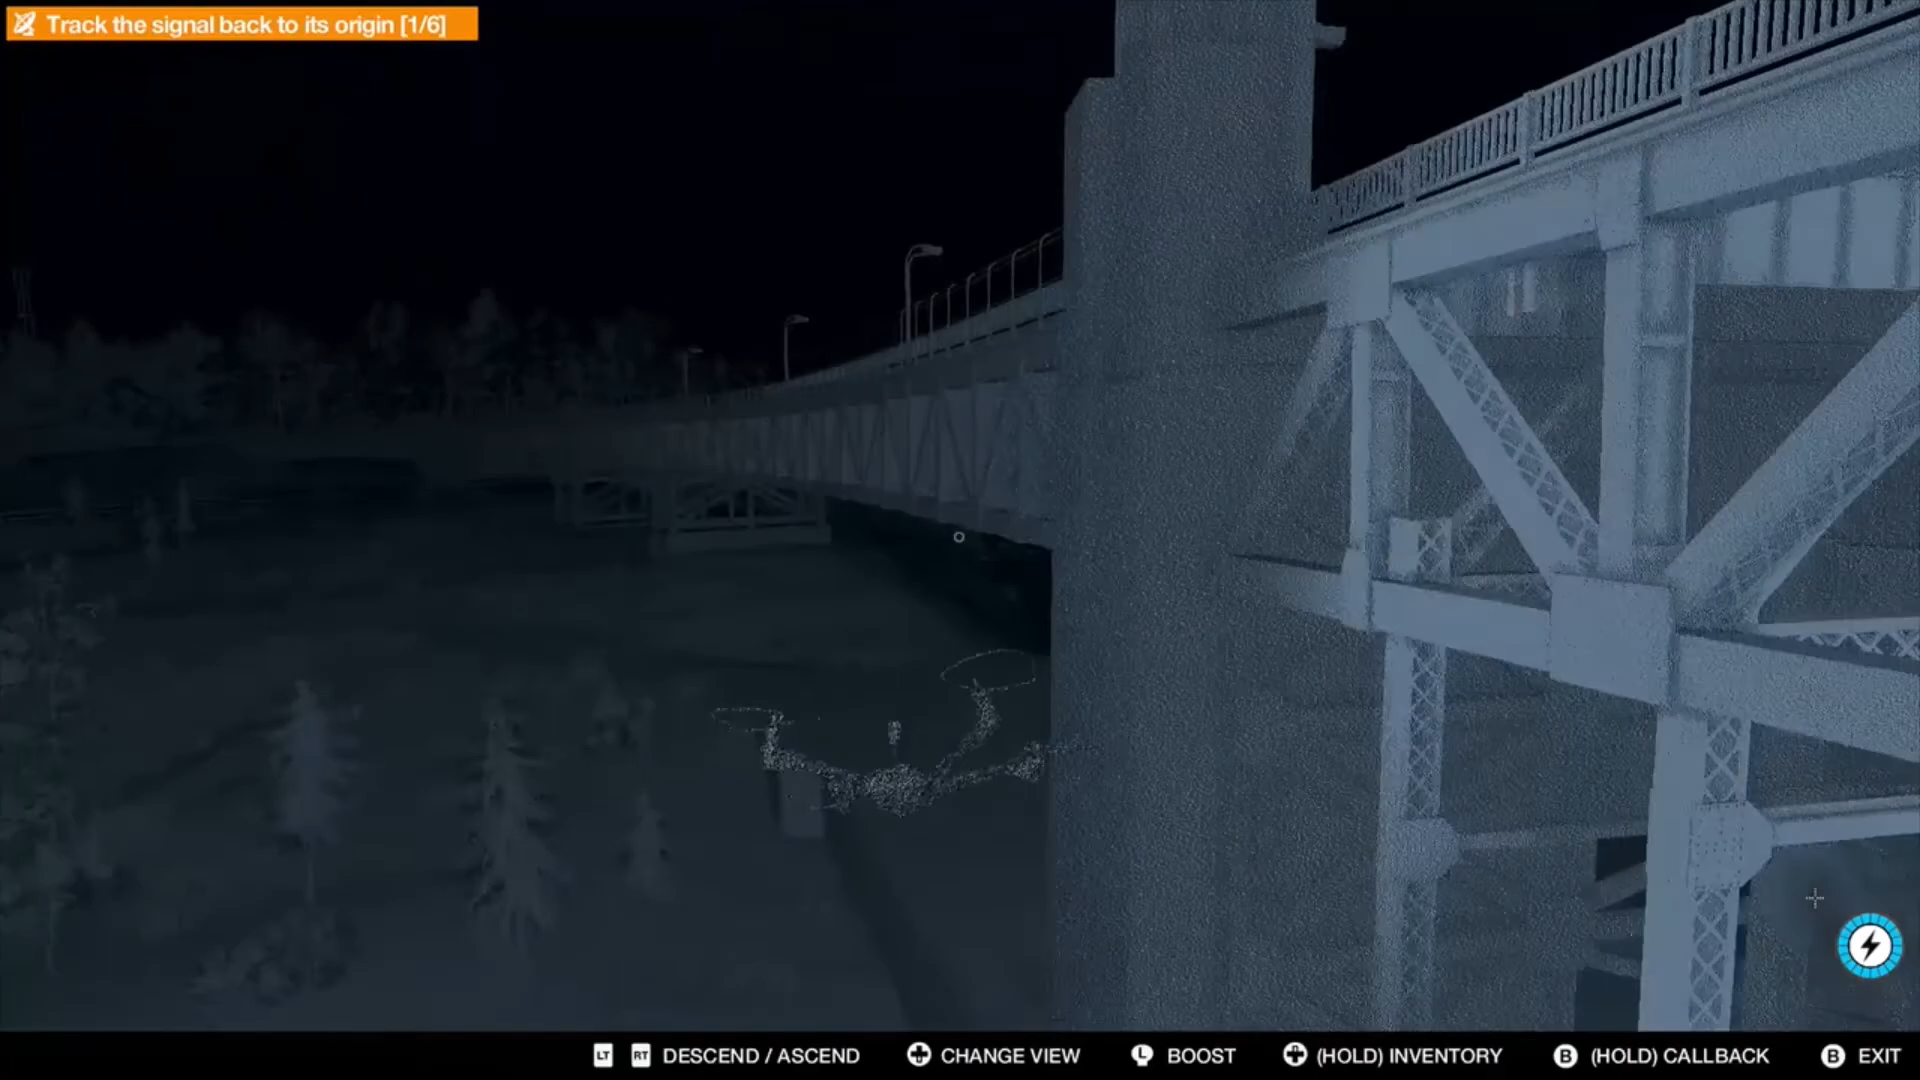 Track the signal back to its origin [1/6]
LT RT DESCEND / ASCEND CHANGE VIEW L BOOST (HOLD) INVENTORY B (HOLD) CALLBACK B EXIT